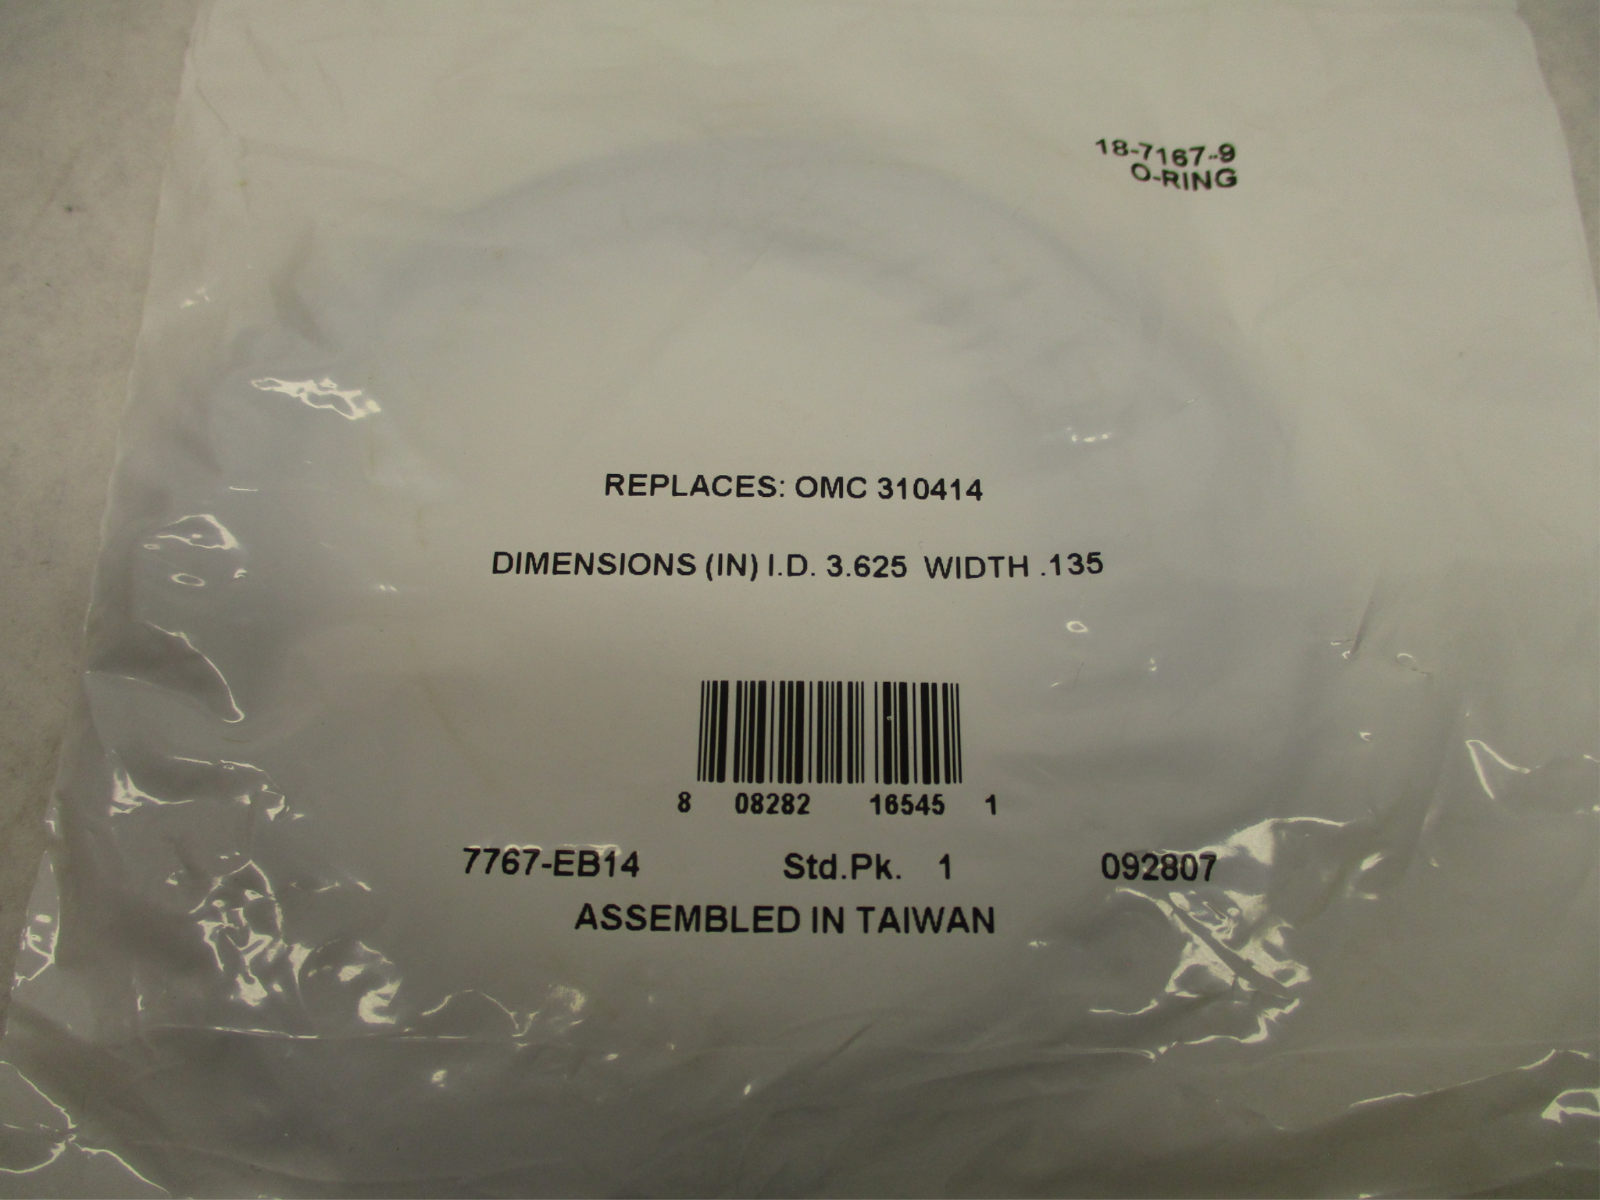 18-7167-9
O-RING
REPLACES: OMC 310414
DIMENSIONS (IN) I.D. 3.625 WIDTH .135
8 08282 16545 1
7767-EB14 Std.Pk. 1 092807
ASSEMBLED IN TAIWAN